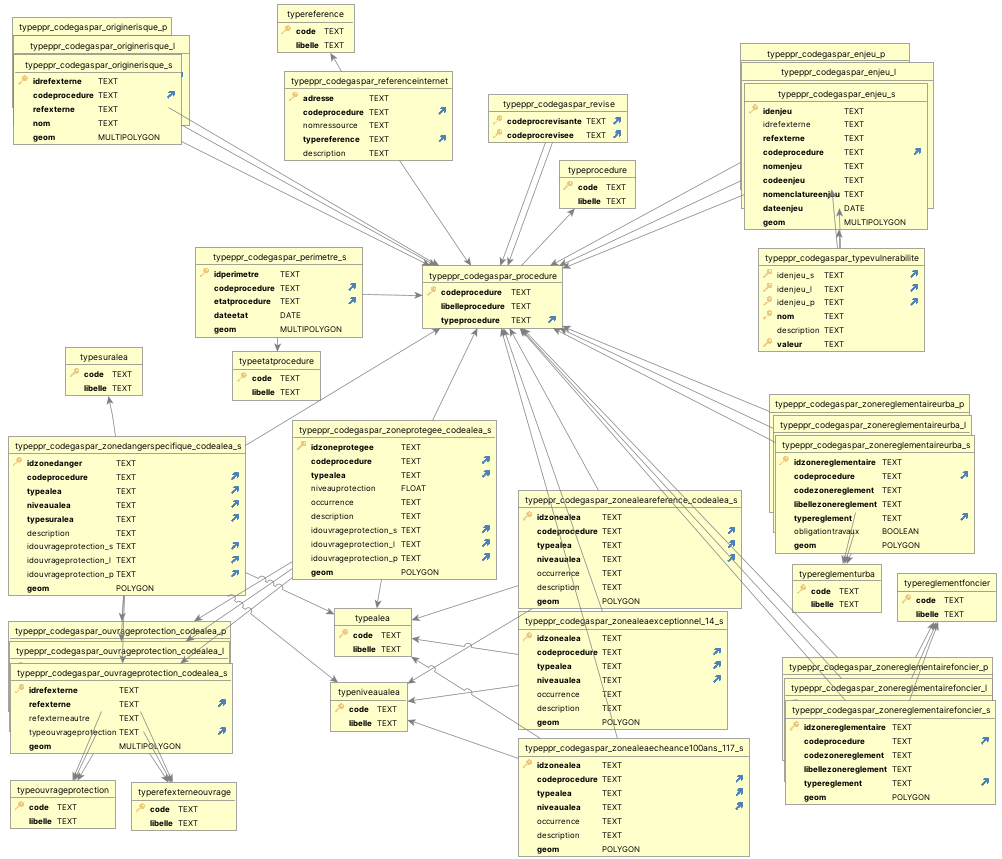 typeppr_codegaspar_originerisque_p
typeppr_codegaspar_originerisque_l
typeppr_codegaspar_originerisque_s
idrefexterne TEXT
codeprocedure TEXT
refexterne TEXT
nom TEXT
geom MULTIPOLYGON
typereference
code TEXT
libelle TEXT
typeppr_codegaspar_referenceinternet
adresse TEXT
codeprocedure TEXT
nomressource TEXT
typereference TEXT
description TEXT
typeppr_codegaspar_revise
codeprocrevisante TEXT
codeprocrevisee TEXT
typeprocedure
code TEXT
libelle TEXT
typeppr_codegaspar_enjeu_p
typeppr_codegaspar_enjeu_l
typeppr_codegaspar_enjeu_s
idenjeu TEXT
idrefexterne TEXT
refexterne TEXT
codeprocedure TEXT
nomenjeu TEXT
codeenjeu TEXT
nomenclatureenjeu TEXT
dateenjeu DATE
geom MULTIPOLYGON
typeppr_codegaspar_typevulnerabilite
idenjeu_s TEXT
idenjeu_l TEXT
idenjeu_p TEXT
nom TEXT
description TEXT
valeur TEXT
typeppr_codegaspar_perimetre_s
idperimetre TEXT
codeprocedure TEXT
etatprocedure TEXT
dateetat DATE
geom MULTIPOLYGON
typeppr_codegaspar_procedure
codeprocedure TEXT
libelleprocedure TEXT
typeprocedure TEXT
typeetatprocedure
code TEXT
libelle TEXT
typesuralea
code TEXT
libelle TEXT
typeppr_codegaspar_zonedangerspecifique_codealea_s
idzonedanger TEXT
codeprocedure TEXT
typealea TEXT
niveaualea TEXT
typesuralea TEXT
description TEXT
idouvrageprotection_s TEXT
idouvrageprotection_l TEXT
idouvrageprotection_p TEXT
geom POLYGON
typeppr_codegaspar_zoneprotegee_codealea_s
idzoneprotegee TEXT
codeprocedure TEXT
typealea TEXT
niveauprotection FLOAT
occurrence TEXT
description TEXT
idouvrageprotection_s TEXT
idouvrageprotection_l TEXT
idouvrageprotection_p TEXT
geom POLYGON
typeppr_codegaspar_zonealeareference_codealea_s
idzonealea TEXT
codeprocedure TEXT
typealea TEXT
niveaualea TEXT
occurrence TEXT
description TEXT
geom POLYGON
typeppr_codegaspar_zonereglementaireurba_p
typeppr_codegaspar_zonereglementaireurba_l
typeppr_codegaspar_zonereglementaireurba_s
idzonereglementaire TEXT
codeprocedure TEXT
codezonereglement TEXT
libellezonereglement TEXT
typereglement TEXT
obligationtravaux BOOLEAN
geom POLYGON
typereglementurba
code TEXT
libelle TEXT
typereglementfoncier
code TEXT
libelle TEXT
typeppr_codegaspar_ouvrageprotection_codealea_p
typeppr_codegaspar_ouvrageprotection_codealea_l
typeppr_codegaspar_ouvrageprotection_codealea_s
idrefexterne TEXT
refexterne TEXT
refexterneautre TEXT
typeouvrageprotection TEXT
geom MULTIPOLYGON
typealea
code TEXT
libelle TEXT
typeniveaualea
code TEXT
libelle TEXT
typeppr_codegaspar_zonealeaexceptionnel_14_s
idzonealea TEXT
codeprocedure TEXT
typealea TEXT
niveaualea TEXT
occurrence TEXT
description TEXT
geom POLYGON
typeppr_codegaspar_zonereglementairefoncier_p
typeppr_codegaspar_zonereglementairefoncier_l
typeppr_codegaspar_zonereglementairefoncier_s
idzonereglementaire TEXT
codeprocedure TEXT
codezonereglement TEXT
libellezonereglement TEXT
typereglement TEXT
geom POLYGON
typeppr_codegaspar_zonealeaecheance100ans_117_s
idzonealea TEXT
codeprocedure TEXT
typealea TEXT
niveaualea TEXT
occurrence TEXT
description TEXT
geom POLYGON
typeouvrageprotection
code TEXT
libelle TEXT
typerefexterneouvrage
code TEXT
libelle TEXT